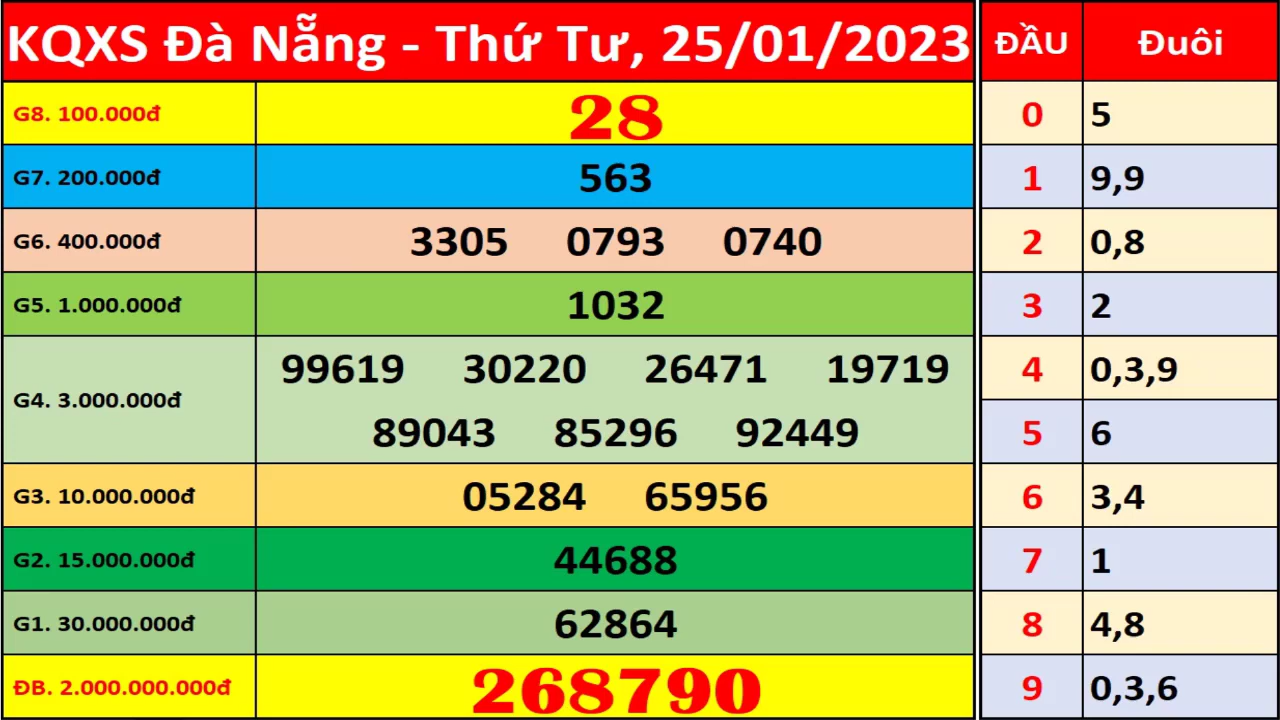 KQXS Đà Nẵng - Thứ Tư, 25/01/2023
G8. 100.000đ 28
G7. 200.000đ 563
G6. 400.000đ 3305 0793 0740
G5. 1.000.000đ 1032
G4. 3.000.000đ 99619 30220 26471 19719
89043 85296 92449
G3. 10.000.000đ 05284 65956
G2. 15.000.000đ 44688
G1. 30.000.000đ 62864
ĐB. 2.000.000.000đ 268790
ĐẦU Đuôi
0 5
1 9,9
2 0,8
3 2
4 0,3,9
5 6
6 3,4
7 1
8 4,8
9 0,3,6